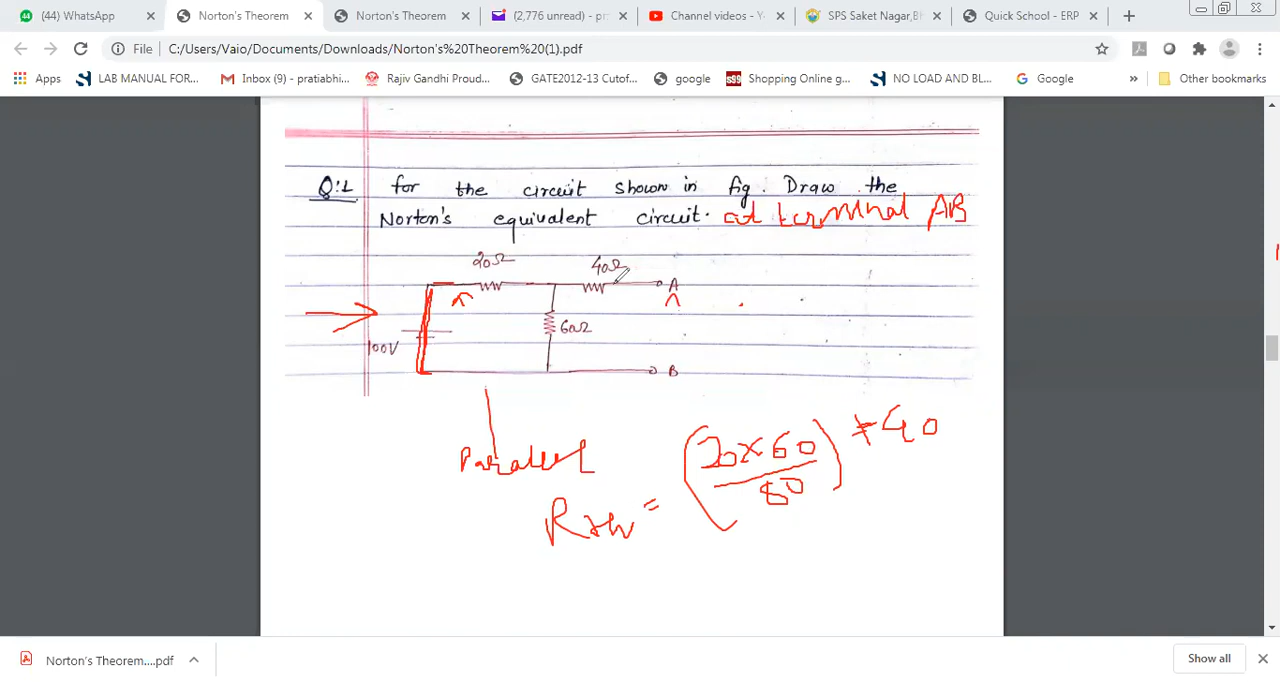 (44) WhatsApp
Norton's Theorem
Norton's Theorem
(2,776 unread) - pr
Channel videos - Y
SPS Saket Nagar,Bh
Quick School - ERP
File
C:/Users/Vaio/Documents/Downloads/Norton's%20Theorem%20(1).pdf
Apps
LAB MANUAL FOR...
Inbox (9) - pratiabhi...
Rajiv Gandhi Proud...
GATE2012-13 Cutof...
google
Shopping Online g...
NO LOAD AND BL...
Google
»
Other bookmarks
Q:1 for the circuit shown in fig. Draw the
Norton's equivalent circuit. at terminal AB
20Ω
40Ω
A
60Ω
100V
B
Parallel
(20×60
80) + 40
Norton's Theorem....pdf
Show all